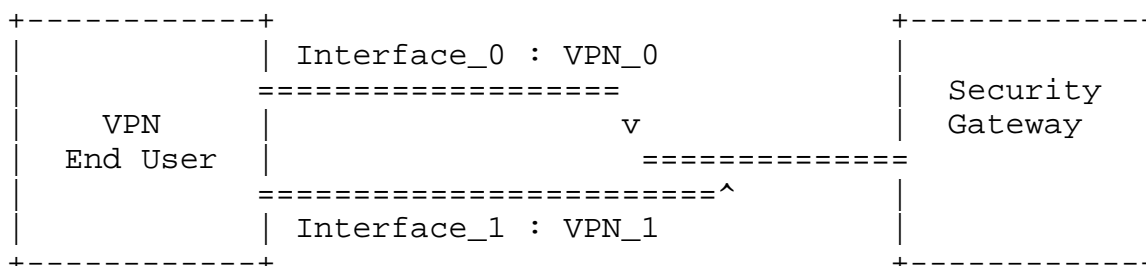 +------------+                                 +------------
|            | Interface_0 : VPN_0             |
|            ===================               |  Security
|    VPN     |                  v              |  Gateway
|  End User  |                   ==============
|            ========================^         |
|            | Interface_1 : VPN_1             |
+------------+                                 +------------